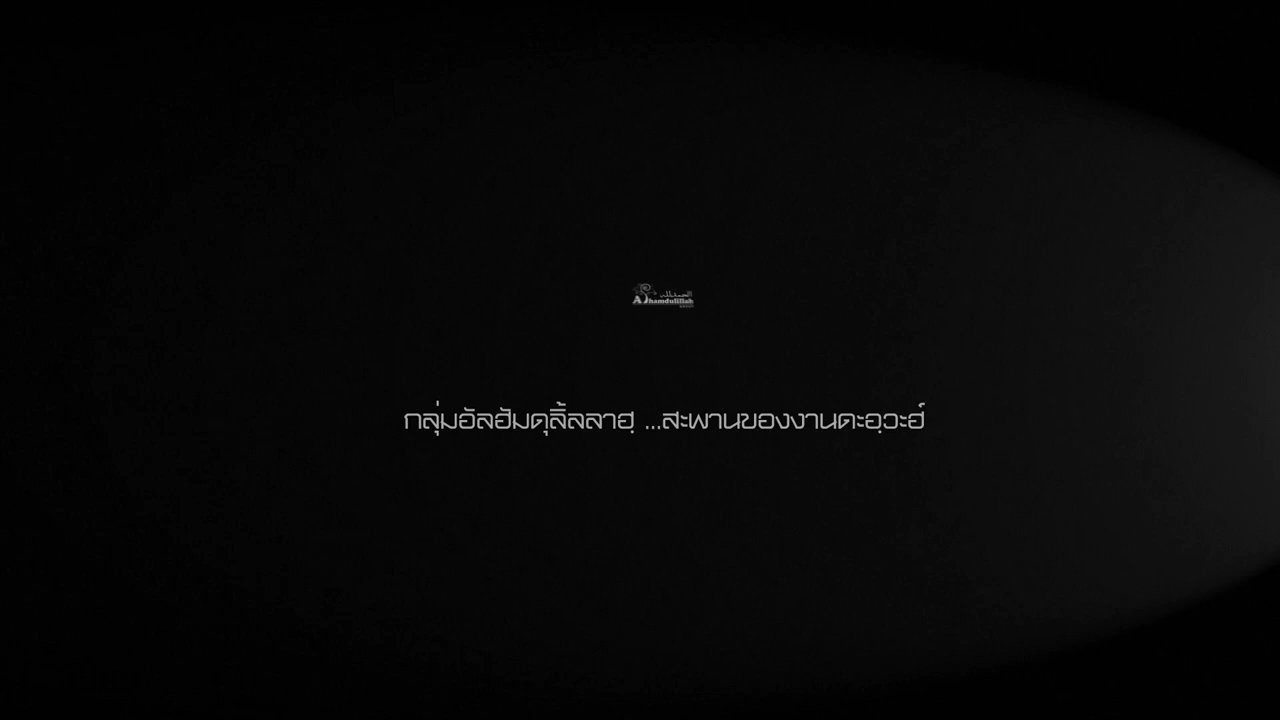 الحمدلله
Alhamdulillah
กลุ่มอัลฮัมดุลิ้ลลาฮฺ ...สะพานของงานดะอฺวะฮ์